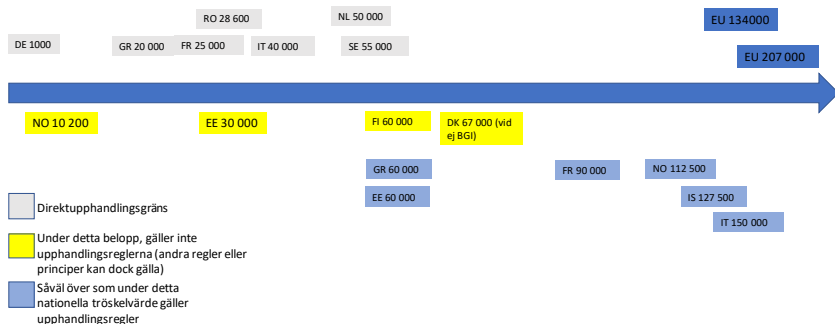 RO 28 600
NL 50 000
EU 134000
DE 1000
GR 20 000
FR 25 000
IT 40 000
SE 55 000
EU 207 000
NO 10 200
EE 30 000
FI 60 000
DK 67 000 (vid
ej BGI)
GR 60 000
FR 90 000
NO 112 500
EE 60 000
IS 127 500
IT 150 000
Direktupphandlingsgräns
Under detta belopp, gäller inte
upphandlingsreglerna (andra regler eller
principer kan dock gälla)
Såväl över som under detta
nationella tröskelvärde gäller
upphandlingsregler